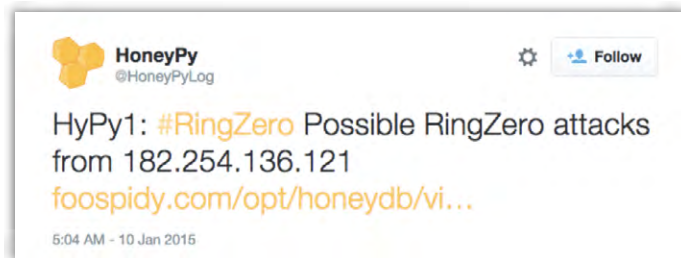 HoneyPy
@HoneyPyLog
Follow
HyPy1: #RingZero Possible RingZero attacks
from 182.254.136.121
foospidy.com/opt/honeydb/vi...
5:04 AM - 10 Jan 2015